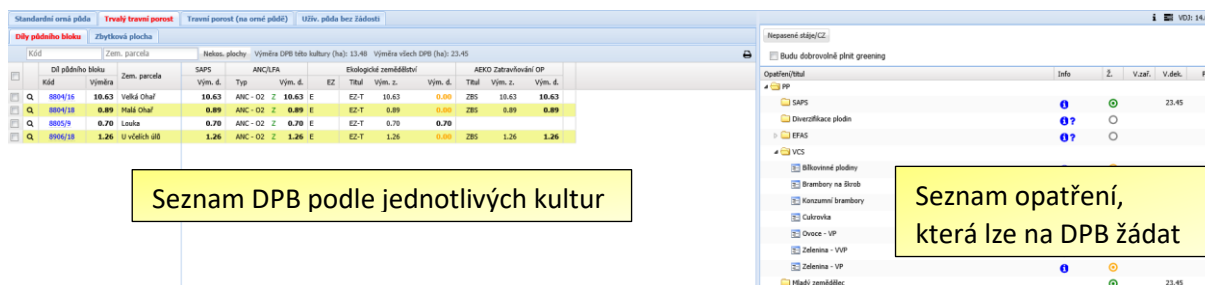 Standardní orná půda Trvalý travní porost Travní porost (na orné půdě) Užív. půda bez žádosti
Díly půdního bloku Zbytková plocha
Kód Zem. parcela Nekos. plochy Výměra DPB této kultury (ha): 13.48 Výměra všech DPB (ha): 23.45
Díl půdního bloku Zem. parcela SAPS ANC/LFA Ekologické zemědělství AEKO Zatravňování OP
Kód Výměra Vým. d. Typ Vým. d. EZ Titul Vým. z. Vým. d. Titul Vým. z. Vým. d.
8804/16 10.63 Velká Ohař 10.63 ANC - O2 Z 10.63 E EZ-T 10.63 0.00 ZBS 10.63 10.63
8804/18 0.89 Malá Ohař 0.89 ANC - O2 Z 0.89 E EZ-T 0.89 0.00 ZBS 0.89 0.89
8805/9 0.70 Louka 0.70 ANC - O2 Z 0.70 E EZ-T 0.70 0.70
8906/18 1.26 U včelích úlů 1.26 ANC - O2 Z 1.26 E EZ-T 1.26 0.00 ZBS 1.26 1.26
Seznam DPB podle jednotlivých kultur
VDJ: 14.
Nepasené stáje/CZ
Budu dobrovolně plnit greening
Opatření/titul Info Ž. V.zař. V.dek.
PP
SAPS 23.45
Diverzifikace plodin
EFAS
VCS
Bílkovinné plodiny
Brambory na škrob
Konzumní brambory
Cukrovka
Ovoce - VP
Zelenina - VVP
Zelenina - VP
Mladý zemědělec 23.45
Seznam opatření,
která lze na DPB žádat